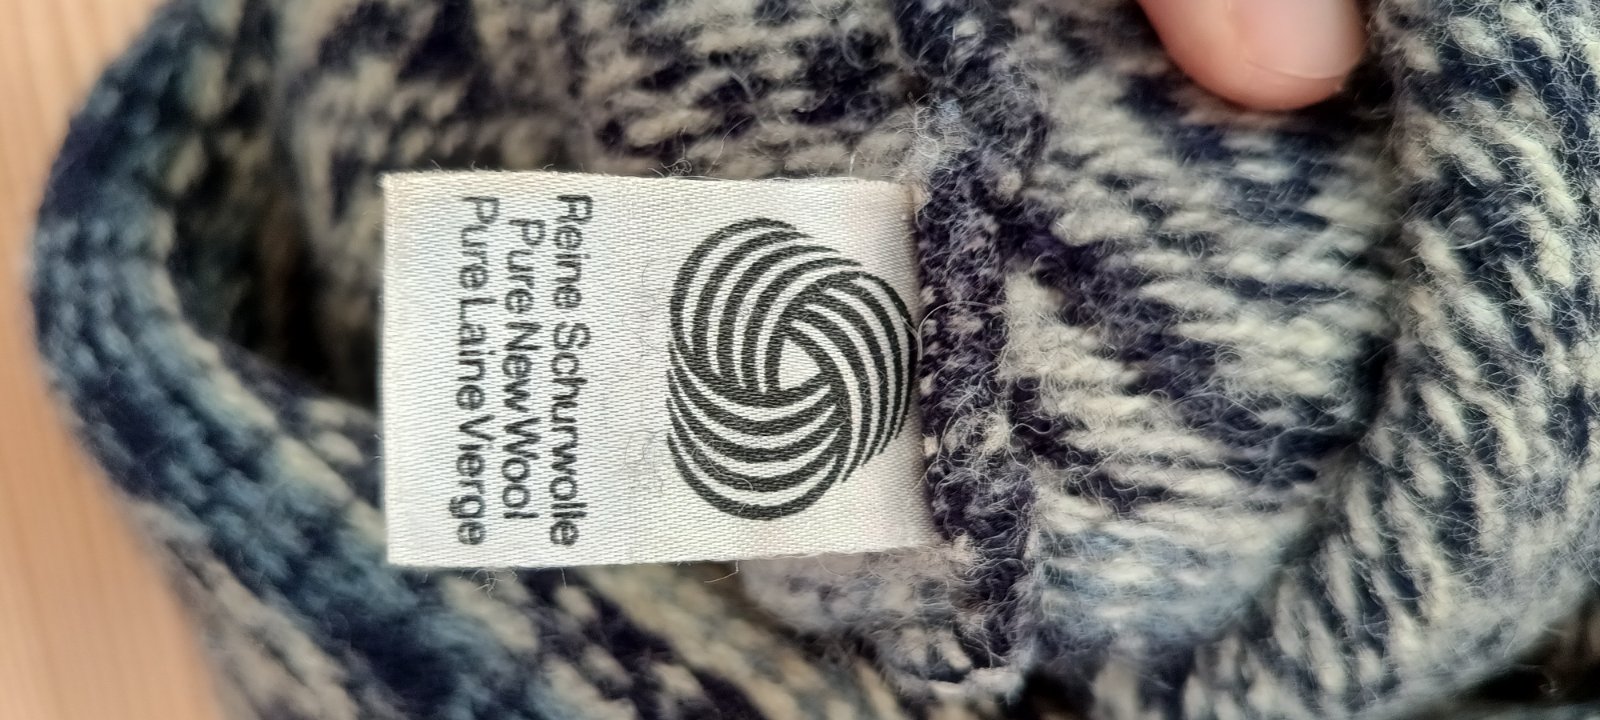 Reine Schurwolle
Pure New Wool
Pure Laine Vierge